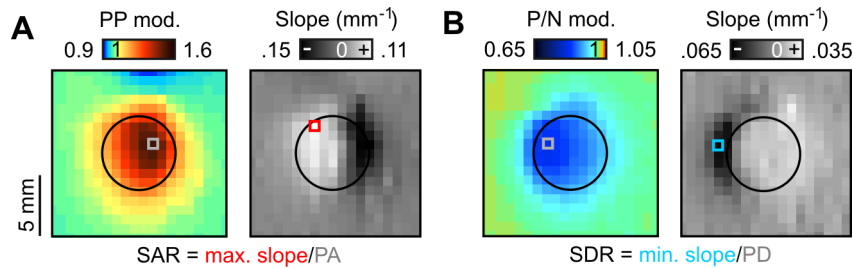 A
PP mod.
0.9 1 1.6
Slope (mm⁻¹)
.15 - 0 + .11
5 mm
SAR = max. slope/PA
B
P/N mod.
0.65 1 1.05
Slope (mm⁻¹)
.065 - 0 + .035
SDR = min. slope/PD